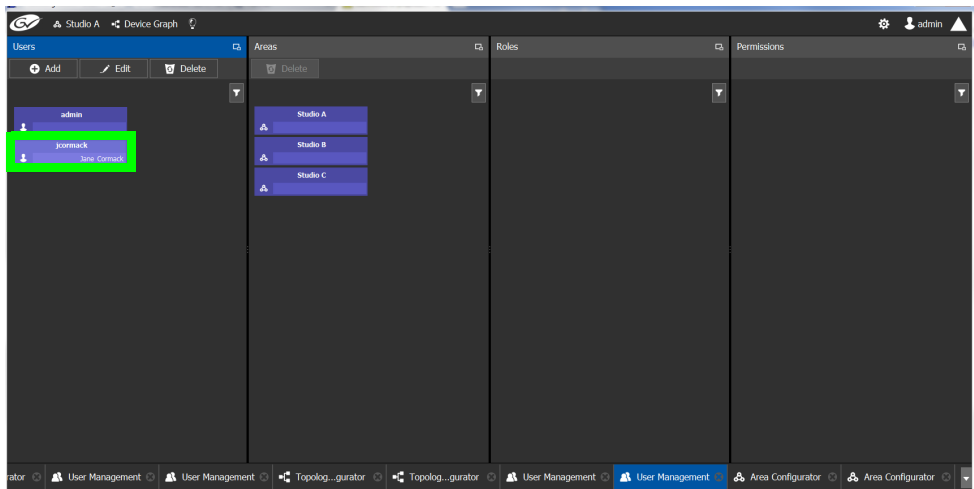 GV Studio A Device Graph admin
Users Areas Roles Permissions
Add Edit Delete Delete
admin
jcormack
Jane Cormack
Studio A
Studio B
Studio C
rator User Management User Management Topolog...gurator Topolog...gurator User Management User Management Area Configurator Area Configurator